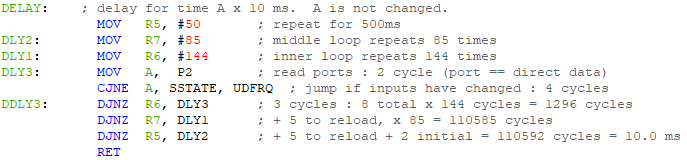 DELAY:    ; delay for time A x 10 ms.  A is not changed.
MOV    R5, #50    ; repeat for 500ms
DLY2:    MOV    R7, #85    ; middle loop repeats 85 times
DLY1:    MOV    R6, #144    ; inner loop repeats 144 times
DLY3:    MOV    A,  P2    ; read ports : 2 cycle (port == direct data)
CJNE  A, SSTATE, UDFRQ  ; jump if inputs have changed : 4 cycles
DDLY3:    DJNZ  R6, DLY3    ; 3 cycles : 8 total x 144 cycles = 1296 cycles
DJNZ  R7, DLY1    ; + 5 to reload, x 85 = 110585 cycles
DJNZ  R5, DLY2    ; + 5 to reload + 2 initial = 110592 cycles = 10.0 ms
RET